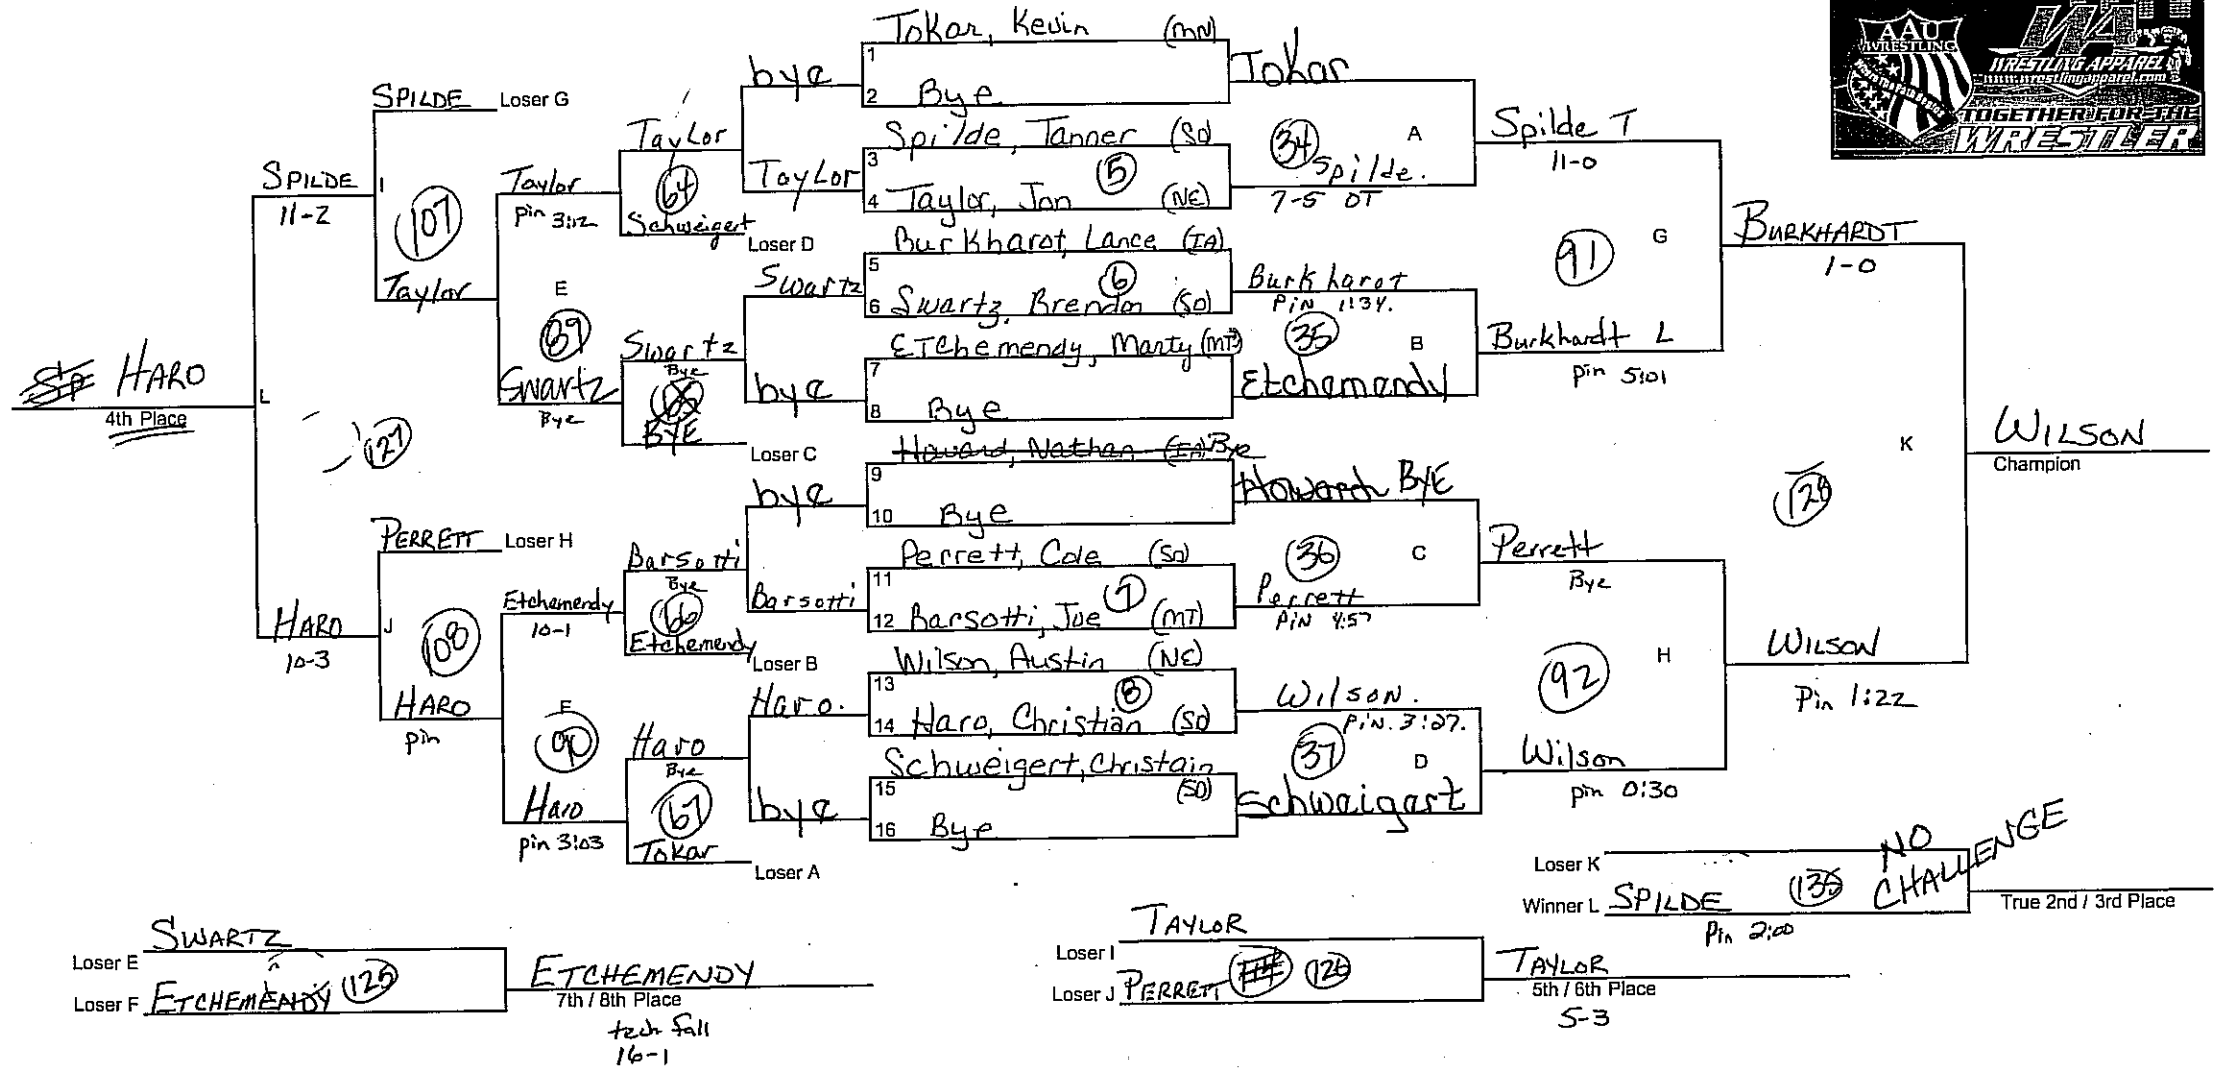 Tokar, Kevin (MN)
1
2 Bye
Spilde, Tanner (SD)
3
4 Taylor, Jon (NE)
5
Burkhardt, Lance (IA)
5
6 Swartz, Brendon (SD)
6
Etchemendy, Marty (MT)
7
8 Bye
Howard, Nathan (IA) Bye
9
10 Bye
Perrett, Cole (SD)
11
12 Barsotti, Joe (MT)
7
Wilson, Austin (NE)
13
14 Haro, Christian (SD)
8
Schweigert, Christain
15 (SD)
16 Bye
Tokar
34 A
Spilde.
7-5 OT
Burkhardt
Pin 1:34.
35 B
Etchemendy
Howard BYE
36 C
Perrett
Pin 4:57
Wilson.
Pin. 3:27.
37 D
Schweigert
Spilde T
11-0
91 G
Burkhardt L
pin 5:01
Perrett
Bye
92 H
Wilson
pin 0:30
BURKHARDT
1-0
K
128
WILSON
Pin 1:22
WILSON
Champion
bye
Taylor
Swartz
bye
bye
Barsotti
Haro.
bye
Taylor
64
Schweigert
Loser D
Swartz
Bye
65
BYE
Loser C
Barsotti
Bye
66
Etchemendy
Loser B
Haro
Bye
67
Tokar
Loser A
Taylor
pin 3:12
E
89
Swartz
Bye
Etchemendy
10-1
F
90
Haro
pin 3:03
SPILDE Loser G
I
107
Taylor
PERRETT Loser H
J
108
HARO
pin
SPILDE
11-2
L
127
HARO
10-3
Sp HARO
4th Place
NO
CHALLENGE
Loser K
Winner L SPILDE 135
Pin 2:00
True 2nd / 3rd Place
Loser E SWARTZ
Loser F ETCHEMENDY 125
ETCHEMENDY
7th / 8th Place
tech fall
16-1
Loser I TAYLOR
Loser J PERRETT 126
TAYLOR
5th / 6th Place
5-3
AAU
WRESTLING
WA
WRESTLING APPAREL
www.wrestlingapparel.com
TOGETHER FOR THE
WRESTLER